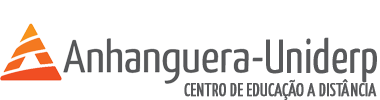 Anhanguera-Uniderp
CENTRO DE EDUCAÇÃO A DISTÂNCIA